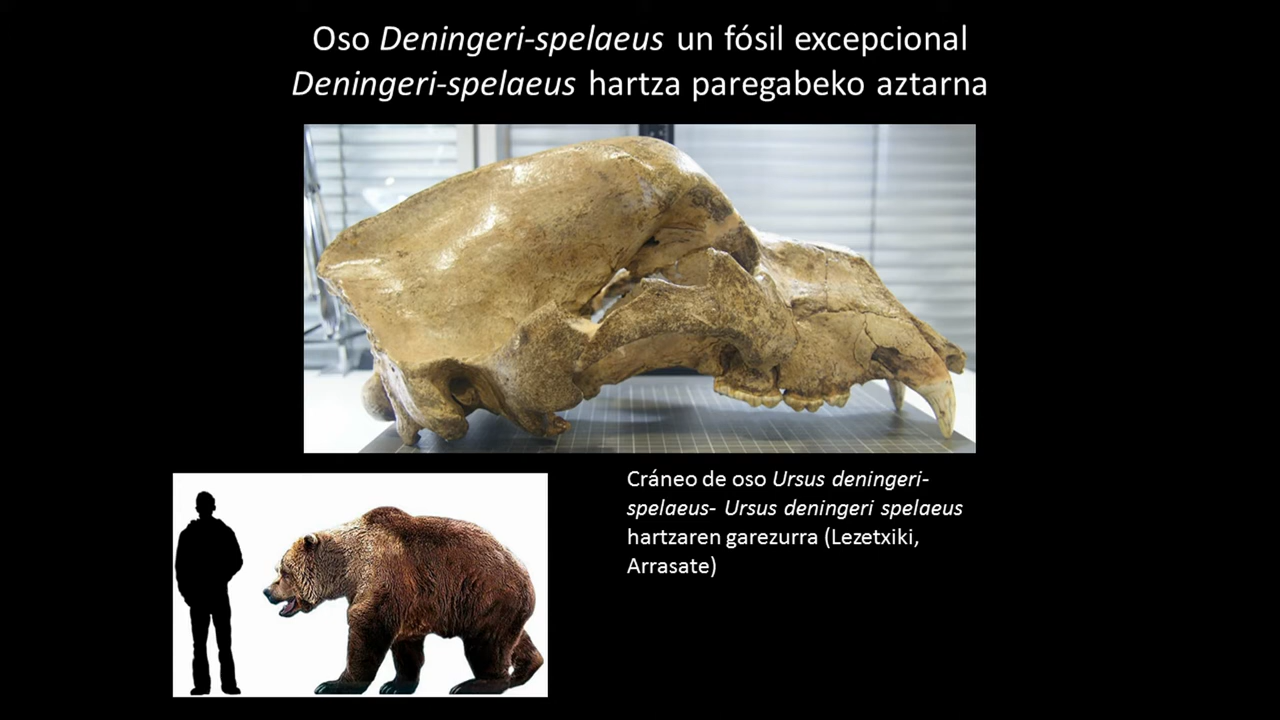 Oso Deningeri-spelaeus un fósil excepcional
Deningeri-spelaeus hartza paregabeko aztarna
Cráneo de oso Ursus deningeri-
spelaeus- Ursus deningeri spelaeus
hartzaren garezurra (Lezetxiki,
Arrasate)